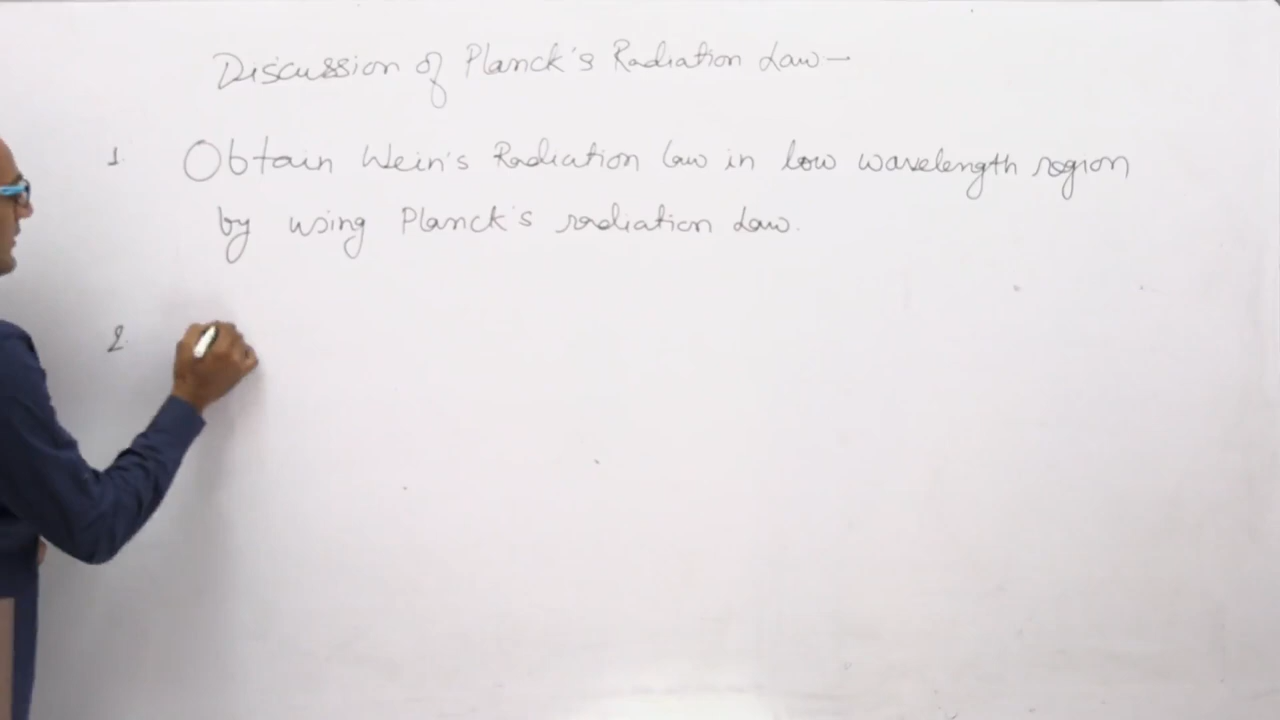 Discussion of Planck's Radiation Law—
1. Obtain Wein's Radiation law in low wavelength region
by using Planck's radiation Law.
2.